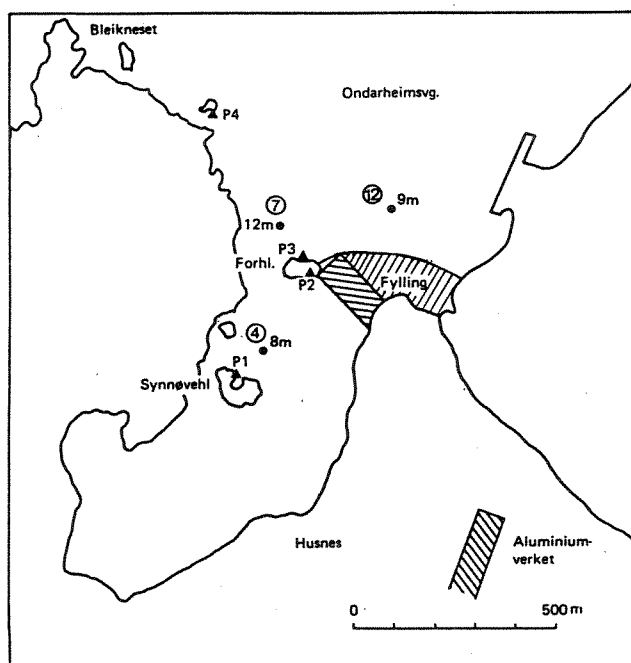 Bleikneset
Ondarheimsvg.
P4
12
9m
7
12m
P3
Forhl.
P2
Fylling
4
8m
P1
Synnøvehl
Husnes
Aluminium-
verket
0 500 m